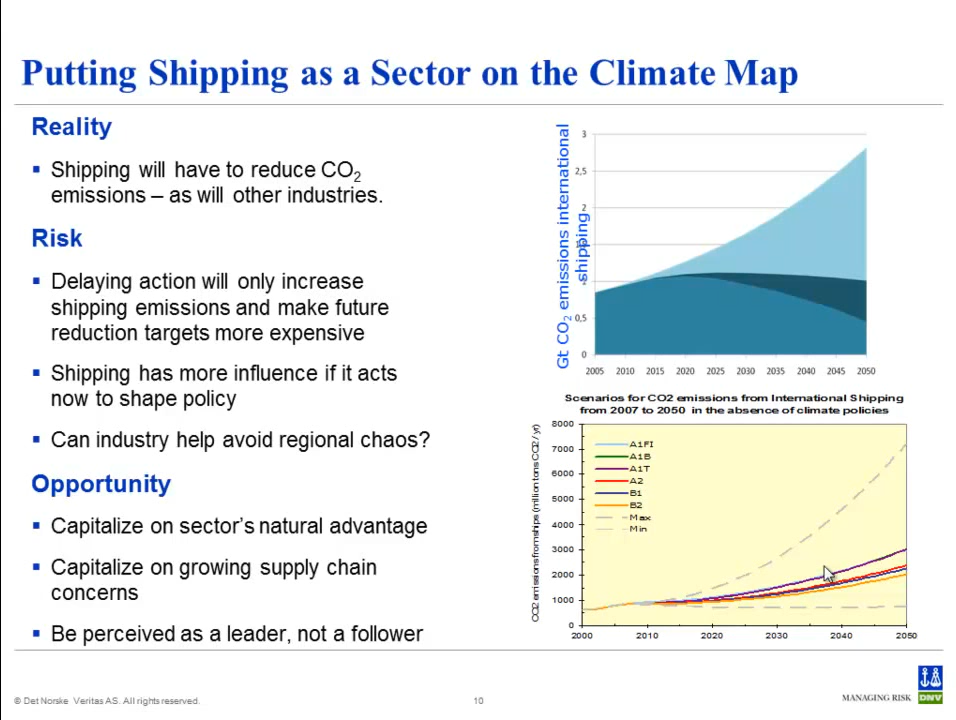 Putting Shipping as a Sector on the Climate Map
Reality
▪ Shipping will have to reduce CO2
emissions – as will other industries.
Risk
▪ Delaying action will only increase
shipping emissions and make future
reduction targets more expensive
▪ Shipping has more influence if it acts
now to shape policy
▪ Can industry help avoid regional chaos?
Opportunity
▪ Capitalize on sector's natural advantage
▪ Capitalize on growing supply chain
concerns
▪ Be perceived as a leader, not a follower
Gt CO2 emissions international
shipping
3
2,5
2
0,5
0
2005 2010 2015 2020 2025 2030 2035 2040 2045 2050
Scenarios for CO2 emissions from International Shipping
from 2007 to 2050 in the absence of climate policies
CO2 emissions from ships (million tons CO2 / yr)
8000
7000
6000
5000
4000
3000
2000
1000
0
A1FI
A1B
A1T
A2
B1
B2
Max
Min
2000 2010 2020 2030 2040 2050
© Det Norske Veritas AS. All rights reserved.
10
MANAGING RISK
DNV